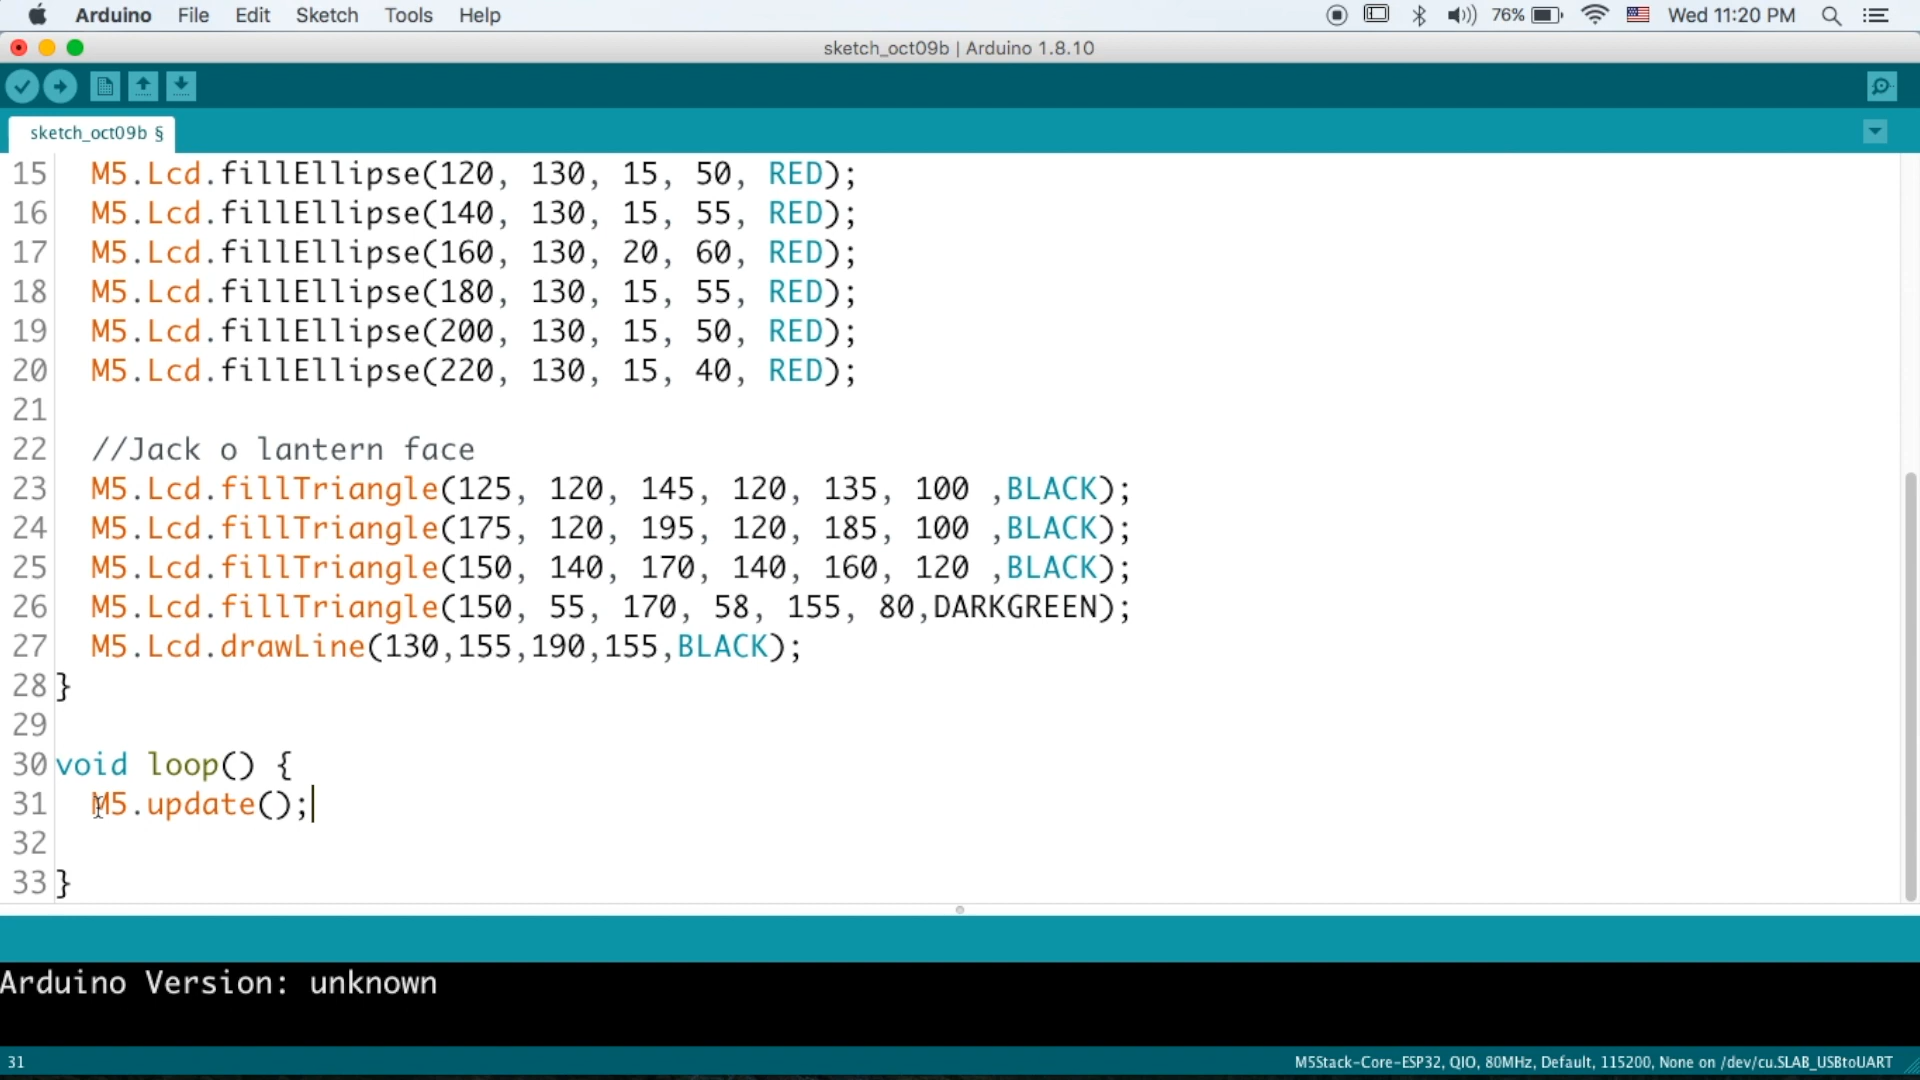 Arduino File Edit Sketch Tools Help 76% Wed 11:20 PM
sketch_oct09b | Arduino 1.8.10
sketch_oct09b §
15 M5.Lcd.fillEllipse(120, 130, 15, 50, RED);
16 M5.Lcd.fillEllipse(140, 130, 15, 55, RED);
17 M5.Lcd.fillEllipse(160, 130, 20, 60, RED);
18 M5.Lcd.fillEllipse(180, 130, 15, 55, RED);
19 M5.Lcd.fillEllipse(200, 130, 15, 50, RED);
20 M5.Lcd.fillEllipse(220, 130, 15, 40, RED);
21
22 //Jack o lantern face
23 M5.Lcd.fillTriangle(125, 120, 145, 120, 135, 100 ,BLACK);
24 M5.Lcd.fillTriangle(175, 120, 195, 120, 185, 100 ,BLACK);
25 M5.Lcd.fillTriangle(150, 140, 170, 140, 160, 120 ,BLACK);
26 M5.Lcd.fillTriangle(150, 55, 170, 58, 155, 80,DARKGREEN);
27 M5.Lcd.drawLine(130,155,190,155,BLACK);
28 }
29
30 void loop() {
31 M5.update();
32
33 }
Arduino Version: unknown
31 M5Stack-Core-ESP32, QIO, 80MHz, Default, 115200, None on /dev/cu.SLAB_USBtoUART